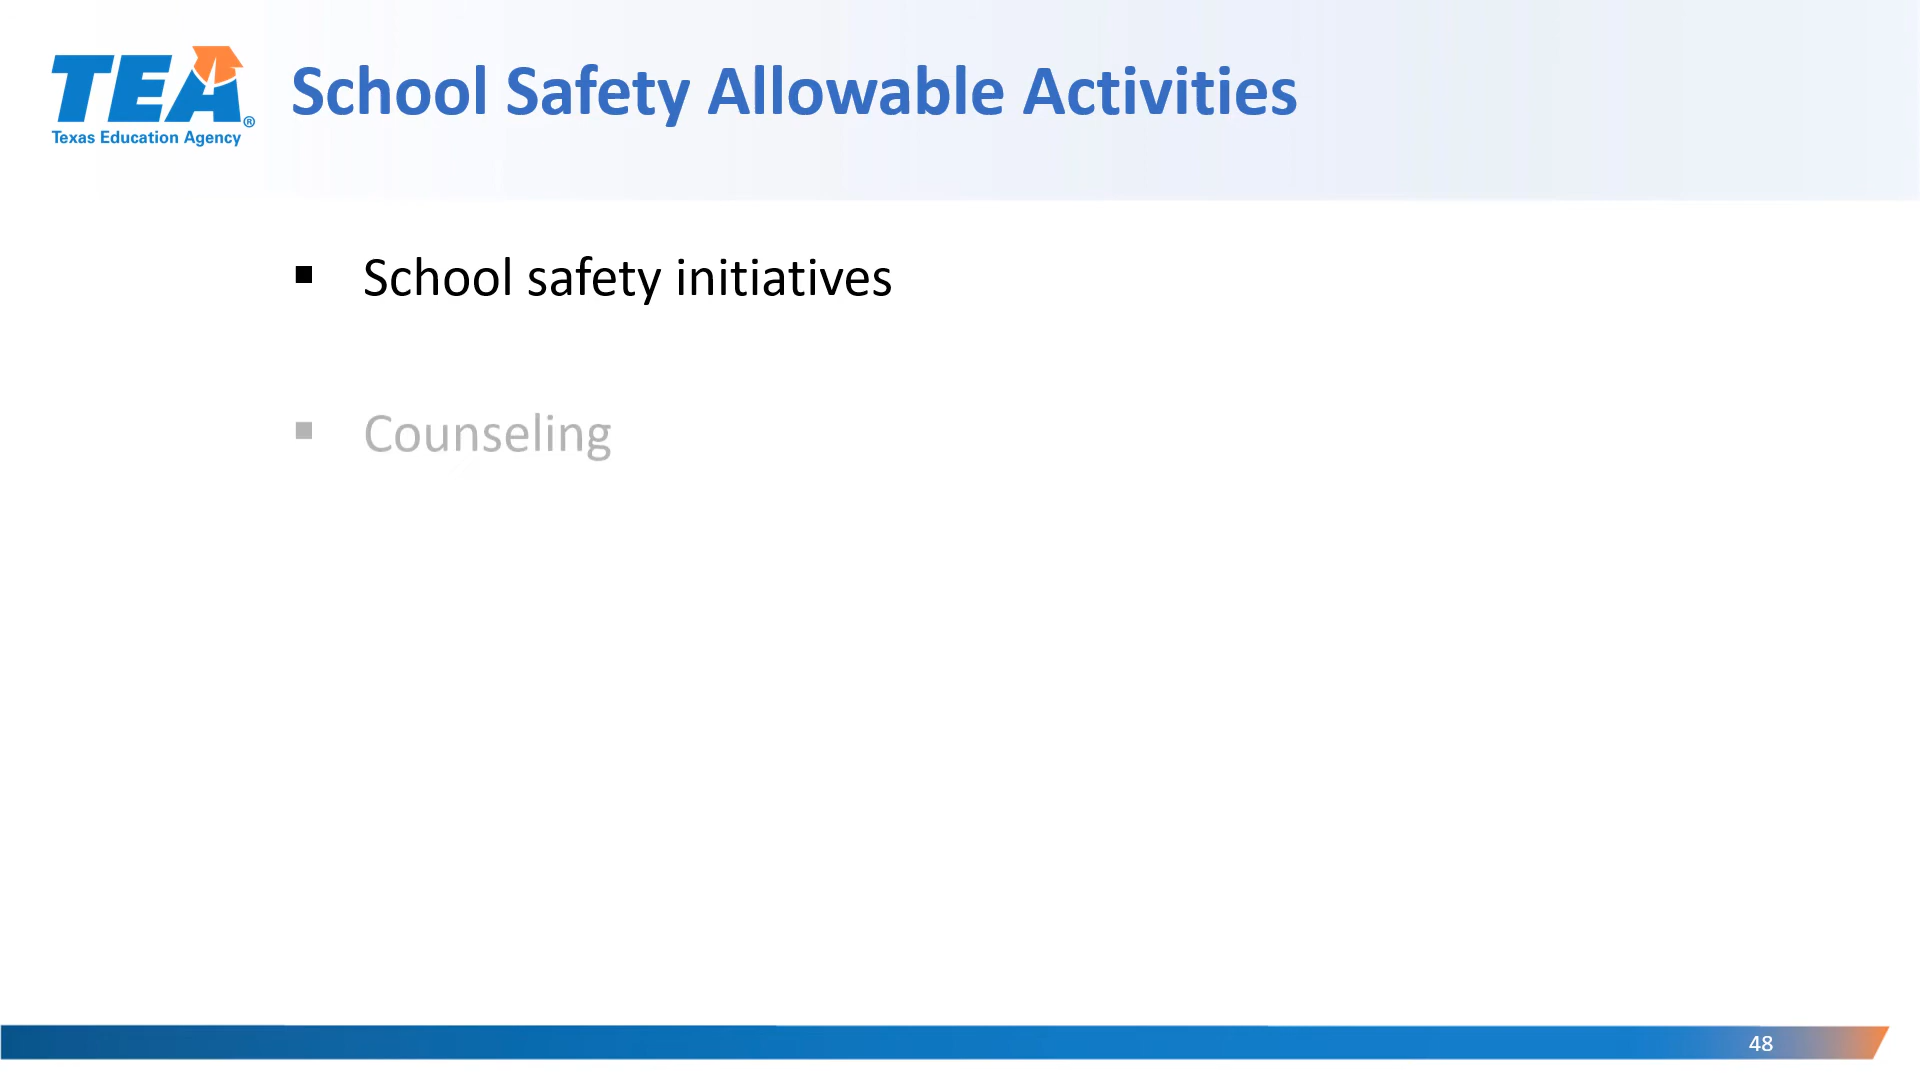 TEA®
Texas Education Agency
School Safety Allowable Activities
▪ School safety initiatives
▪ Counseling
48